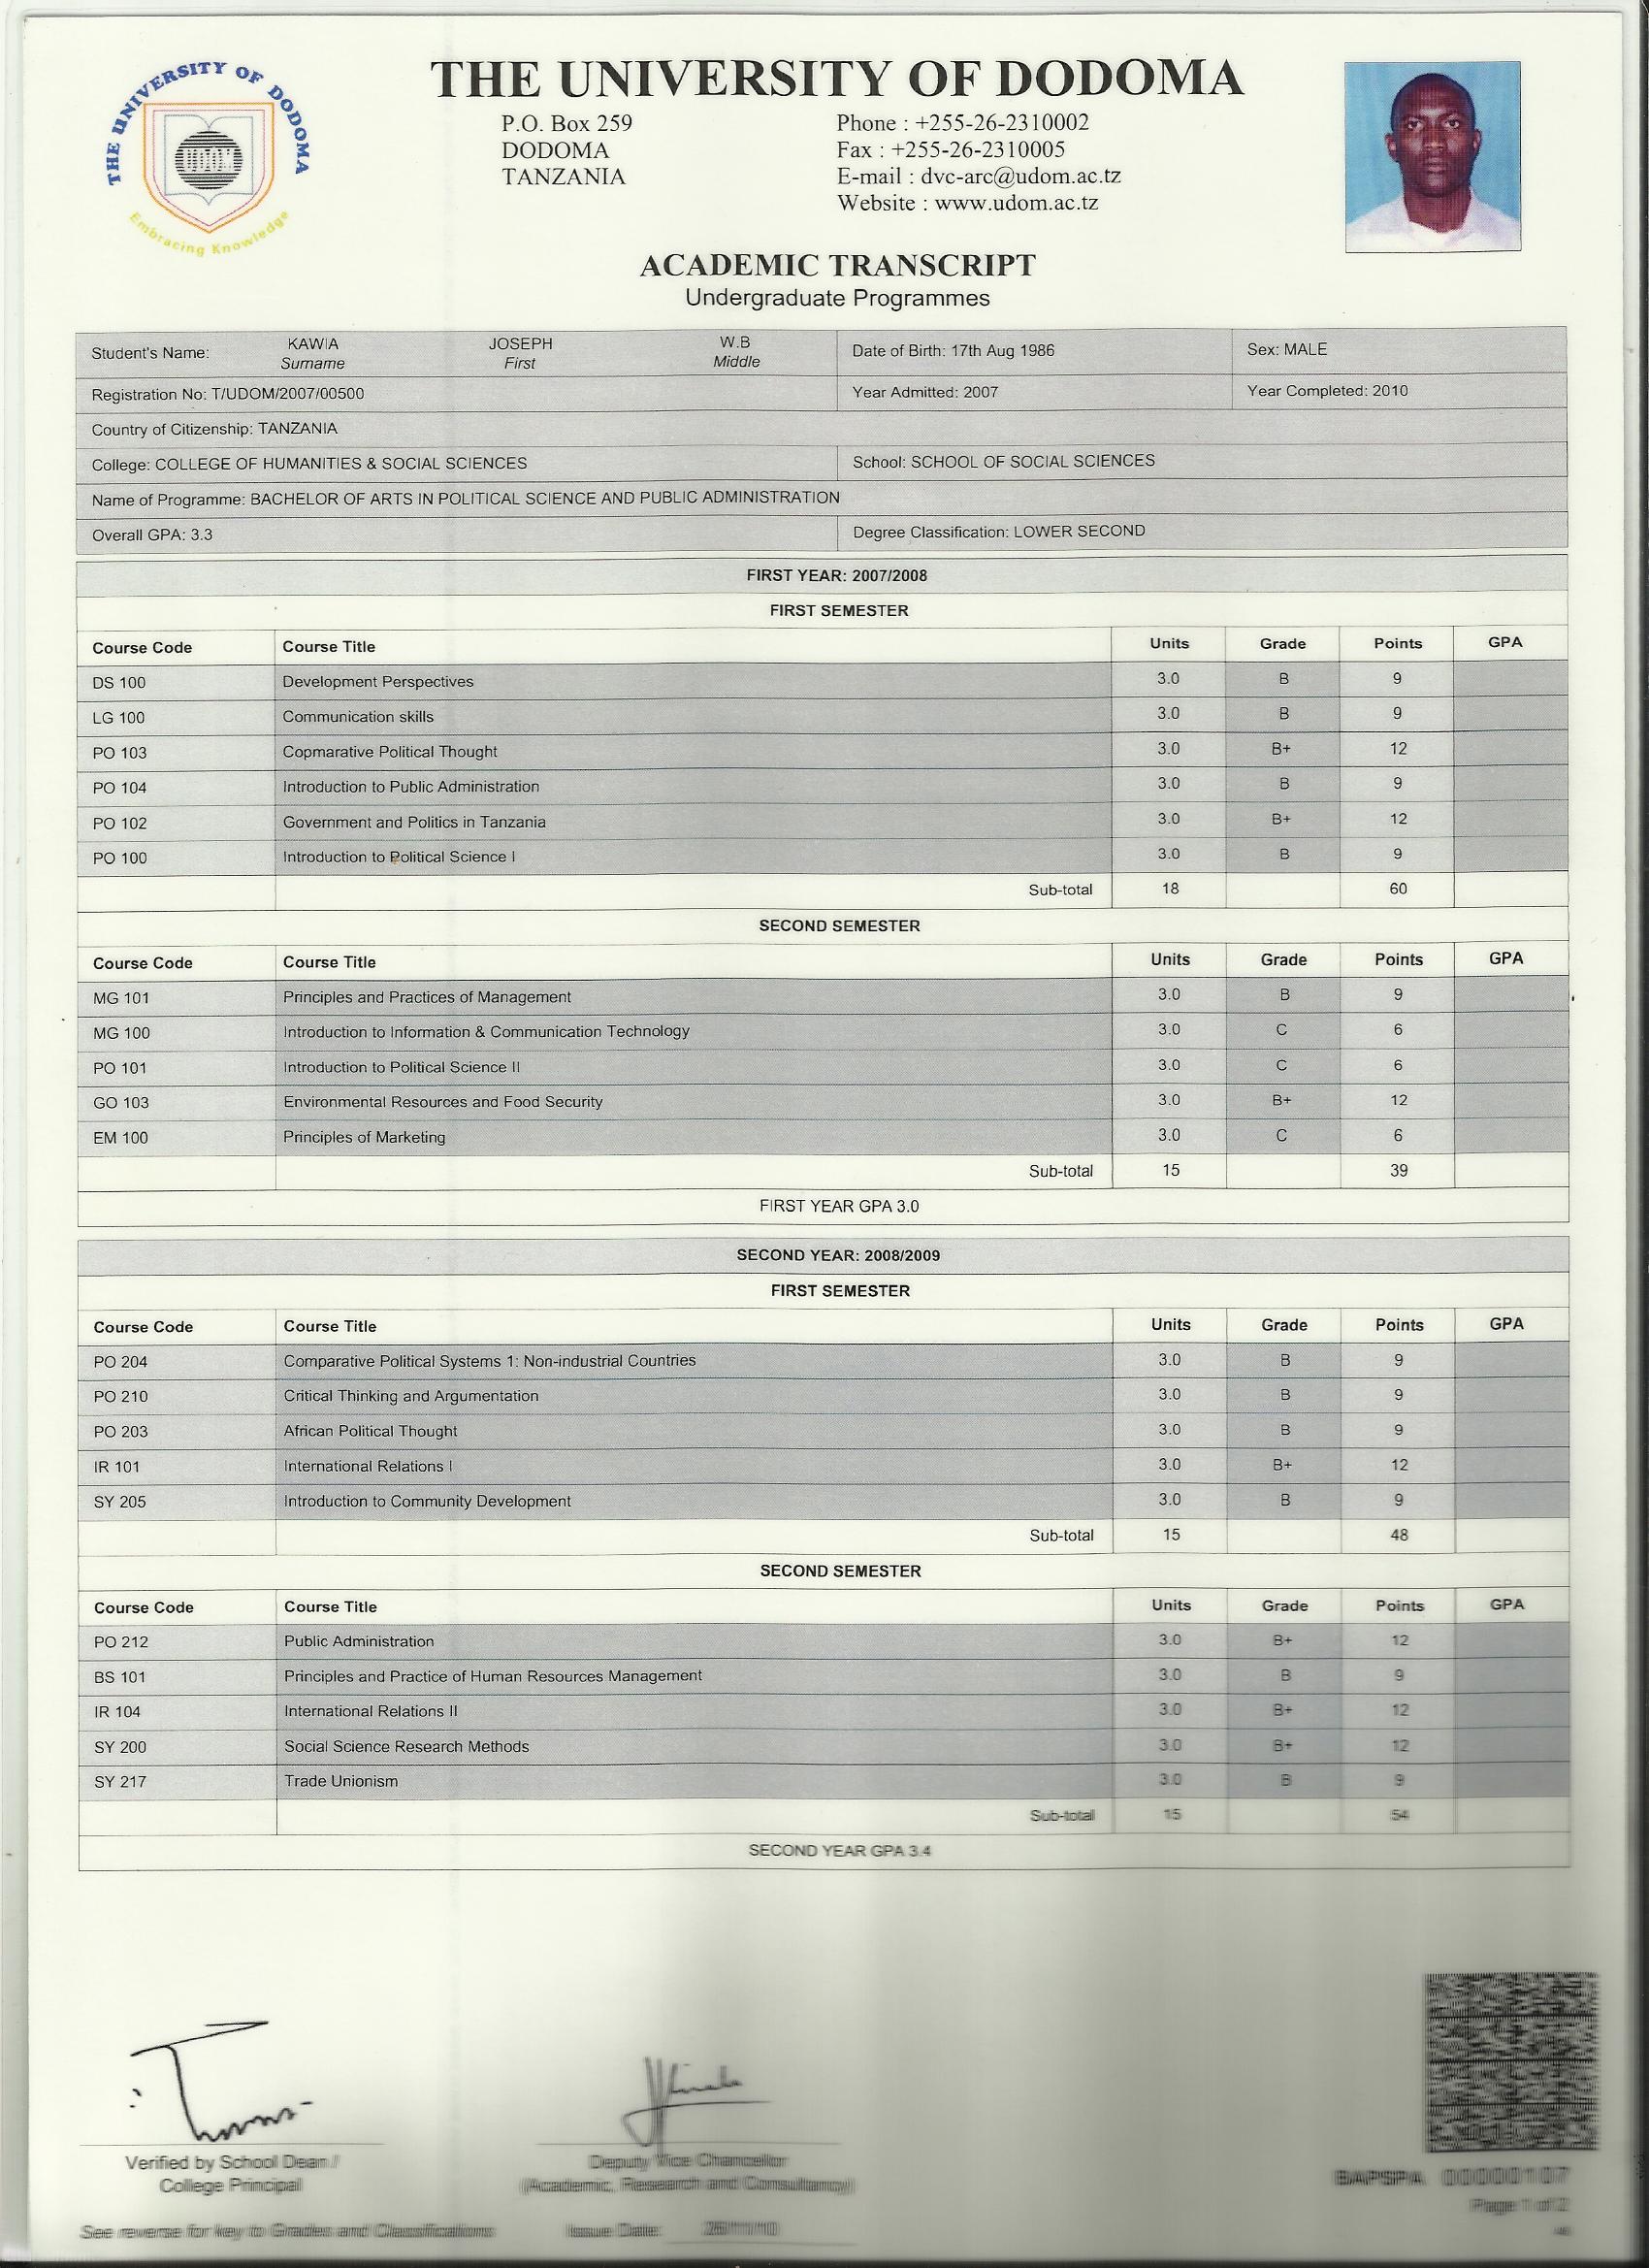 THE UNIVERSITY OF DODOMA
UDOM
Embracing Knowledge
THE UNIVERSITY OF DODOMA
P.O. Box 259
DODOMA
TANZANIA
Phone : +255-26-2310002
Fax : +255-26-2310005
E-mail : dvc-arc@udom.ac.tz
Website : www.udom.ac.tz
ACADEMIC TRANSCRIPT
Undergraduate Programmes
Student's Name: KAWIA JOSEPH W.B Date of Birth: 17th Aug 1986 Sex: MALE
Surname First Middle
Registration No: T/UDOM/2007/00500 Year Admitted: 2007 Year Completed: 2010
Country of Citizenship: TANZANIA
College: COLLEGE OF HUMANITIES & SOCIAL SCIENCES School: SCHOOL OF SOCIAL SCIENCES
Name of Programme: BACHELOR OF ARTS IN POLITICAL SCIENCE AND PUBLIC ADMINISTRATION
Overall GPA: 3.3 Degree Classification: LOWER SECOND
FIRST YEAR: 2007/2008
FIRST SEMESTER
Course Code Course Title Units Grade Points GPA
DS 100 Development Perspectives 3.0 B 9
LG 100 Communication skills 3.0 B 9
PO 103 Copmarative Political Thought 3.0 B+ 12
PO 104 Introduction to Public Administration 3.0 B 9
PO 102 Government and Politics in Tanzania 3.0 B+ 12
PO 100 Introduction to Political Science I 3.0 B 9
Sub-total 18 60
SECOND SEMESTER
Course Code Course Title Units Grade Points GPA
MG 101 Principles and Practices of Management 3.0 B 9
MG 100 Introduction to Information & Communication Technology 3.0 C 6
PO 101 Introduction to Political Science II 3.0 C 6
GO 103 Environmental Resources and Food Security 3.0 B+ 12
EM 100 Principles of Marketing 3.0 C 6
Sub-total 15 39
FIRST YEAR GPA 3.0
SECOND YEAR: 2008/2009
FIRST SEMESTER
Course Code Course Title Units Grade Points GPA
PO 204 Comparative Political Systems 1: Non-industrial Countries 3.0 B 9
PO 210 Critical Thinking and Argumentation 3.0 B 9
PO 203 African Political Thought 3.0 B 9
IR 101 International Relations I 3.0 B+ 12
SY 205 Introduction to Community Development 3.0 B 9
Sub-total 15 48
SECOND SEMESTER
Course Code Course Title Units Grade Points GPA
PO 212 Public Administration 3.0 B+ 12
BS 101 Principles and Practice of Human Resources Management 3.0 B 9
IR 104 International Relations II 3.0 B+ 12
SY 200 Social Science Research Methods 3.0 B+ 12
SY 217 Trade Unionism 3.0 B 9
Sub-total 15 54
SECOND YEAR GPA 3.4
Verified by School Dean /
College Principal
Deputy Vice Chancellor
(Academic, Research and Consultancy)
BAPSPA 00000107
Page 1 of 2
See reverse for key to Grades and Classifications Issue Date: